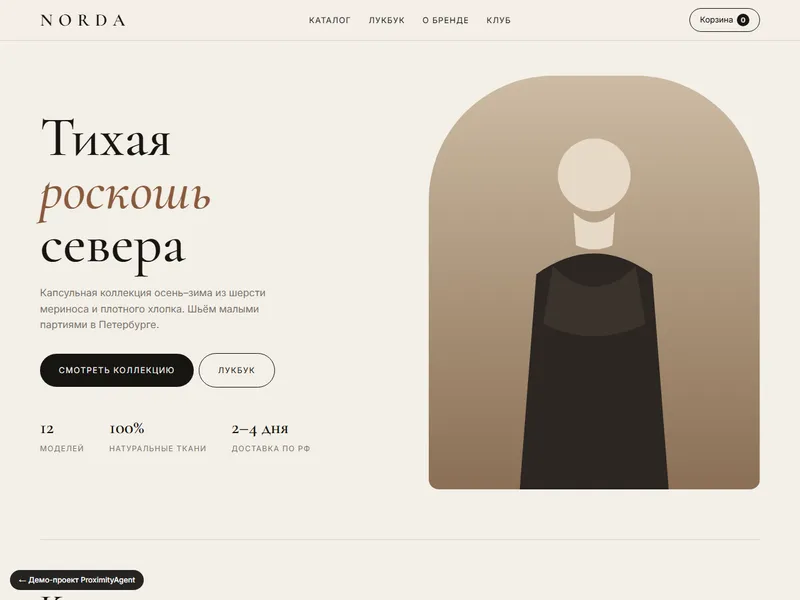 NORDA
КАТАЛОГ ЛУКБУК О БРЕНДЕ КЛУБ
Корзина 0
Тихая
роскошь
севера
Капсульная коллекция осень–зима из шерсти
мериноса и плотного хлопка. Шьём малыми
партиями в Петербурге.
СМОТРЕТЬ КОЛЛЕКЦИЮ ЛУКБУК
12 100% 2–4 дня
МОДЕЛЕЙ НАТУРАЛЬНЫЕ ТКАНИ ДОСТАВКА ПО РФ
← Демо-проект ProximityAgent